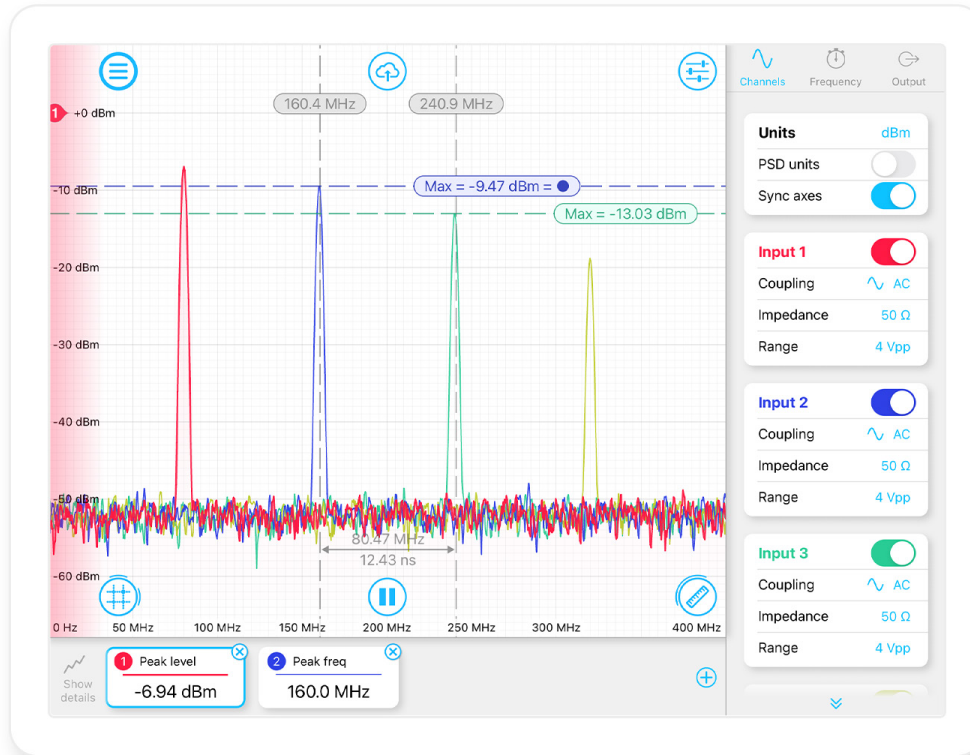 160.4 MHz
240.9 MHz
1
+0 dBm
-10 dBm
Max = -9.47 dBm =
Max = -13.03 dBm
-20 dBm
-30 dBm
-40 dBm
-50 dBm
80.47 MHz
12.43 ns
-60 dBm
0 Hz
50 MHz
100 MHz
150 MHz
200 MHz
250 MHz
300 MHz
400 MHz
Show
details
1 Peak level
-6.94 dBm
2 Peak freq
160.0 MHz
Channels
Frequency
Output
Units dBm
PSD units
Sync axes
Input 1
Coupling AC
Impedance 50 Ω
Range 4 Vpp
Input 2
Coupling AC
Impedance 50 Ω
Range 4 Vpp
Input 3
Coupling AC
Impedance 50 Ω
Range 4 Vpp